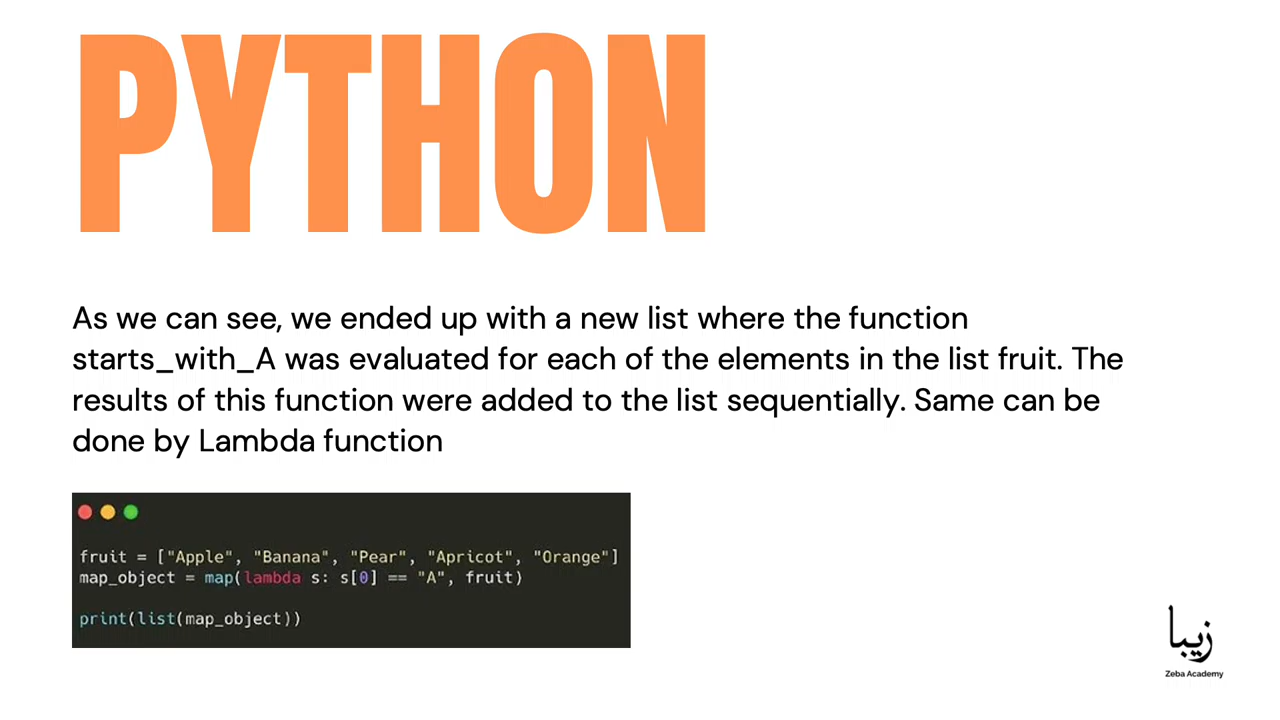 PYTHON
As we can see, we ended up with a new list where the function
starts_with_A was evaluated for each of the elements in the list fruit. The
results of this function were added to the list sequentially. Same can be
done by Lambda function
fruit = ["Apple", "Banana", "Pear", "Apricot", "Orange"]
map_object = map(lambda s: s[0] == "A", fruit)
print(list(map_object))
زیبا
Zeba Academy